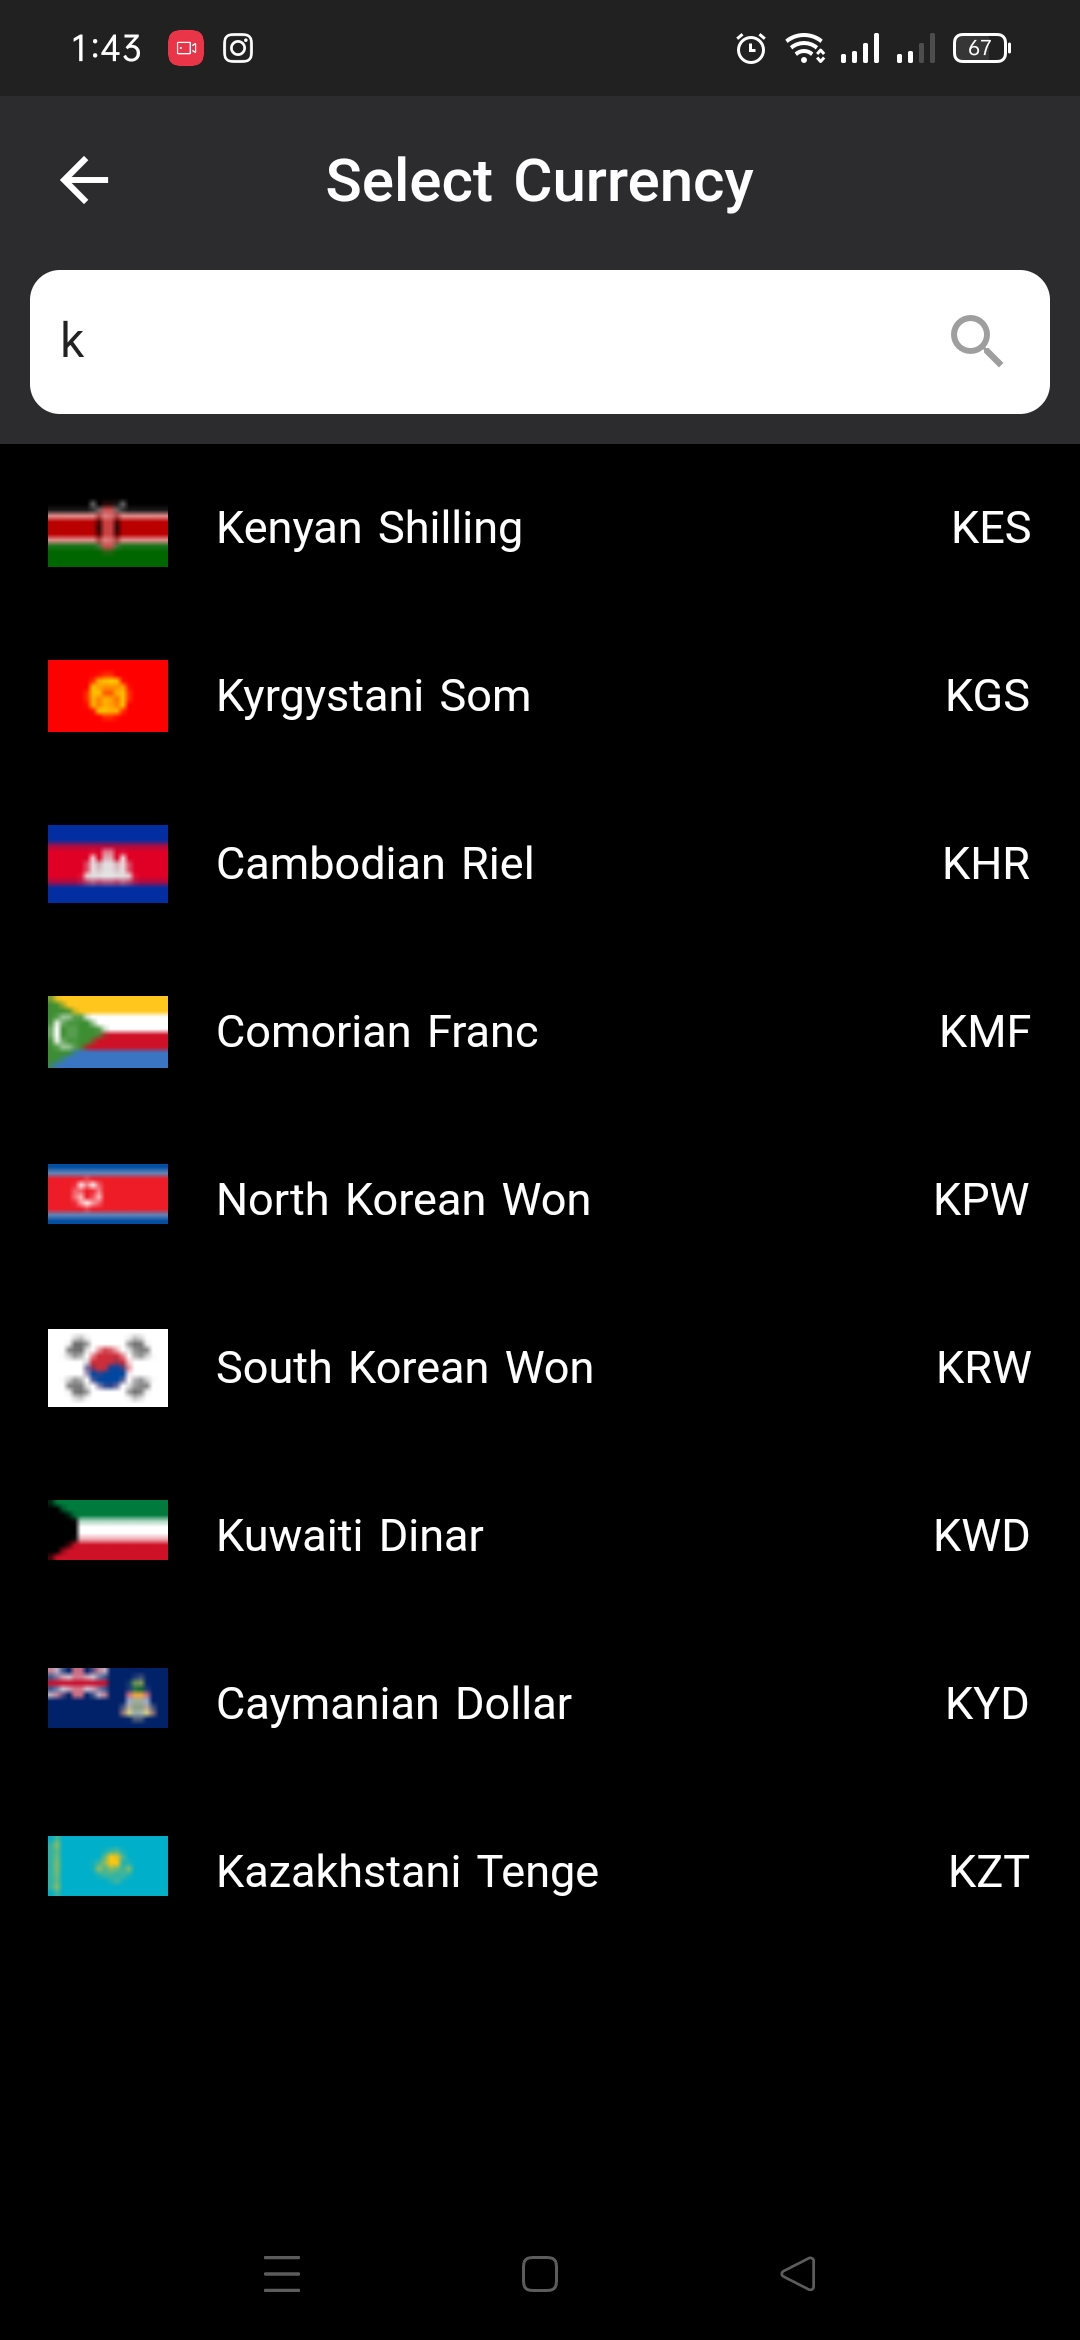 1:43
67
Select Currency
k
Kenyan Shilling KES
Kyrgystani Som KGS
Cambodian Riel KHR
Comorian Franc KMF
North Korean Won KPW
South Korean Won KRW
Kuwaiti Dinar KWD
Caymanian Dollar KYD
Kazakhstani Tenge KZT